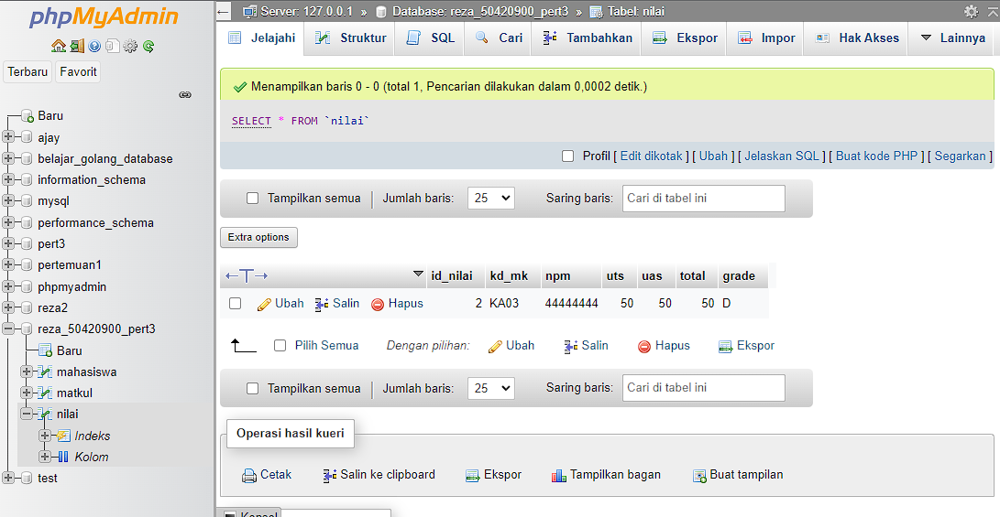 phpMyAdmin
Terbaru Favorit
Baru
ajay
belajar_golang_database
information_schema
mysql
performance_schema
pert3
pertemuan1
phpmyadmin
reza2
reza_50420900_pert3
Baru
mahasiswa
matkul
nilai
Indeks
Kolom
test
Server: 127.0.0.1 » Database: reza_50420900_pert3 » Tabel: nilai
Jelajahi Struktur SQL Cari Tambahkan Ekspor Impor Hak Akses Lainnya
Menampilkan baris 0 - 0 (total 1, Pencarian dilakukan dalam 0,0002 detik.)
SELECT * FROM `nilai`
Profil [ Edit dikotak ] [ Ubah ] [ Jelaskan SQL ] [ Buat kode PHP ] [ Segarkan ]
Tampilkan semua Jumlah baris: 25 Saring baris: Cari di tabel ini
Extra options
←T→ id_nilai kd_mk npm uts uas total grade
Ubah Salin Hapus 2 KA03 44444444 50 50 50 D
Pilih Semua Dengan pilihan: Ubah Salin Hapus Ekspor
Tampilkan semua Jumlah baris: 25 Saring baris: Cari di tabel ini
Operasi hasil kueri
Cetak Salin ke clipboard Ekspor Tampilkan bagan Buat tampilan
Konsol